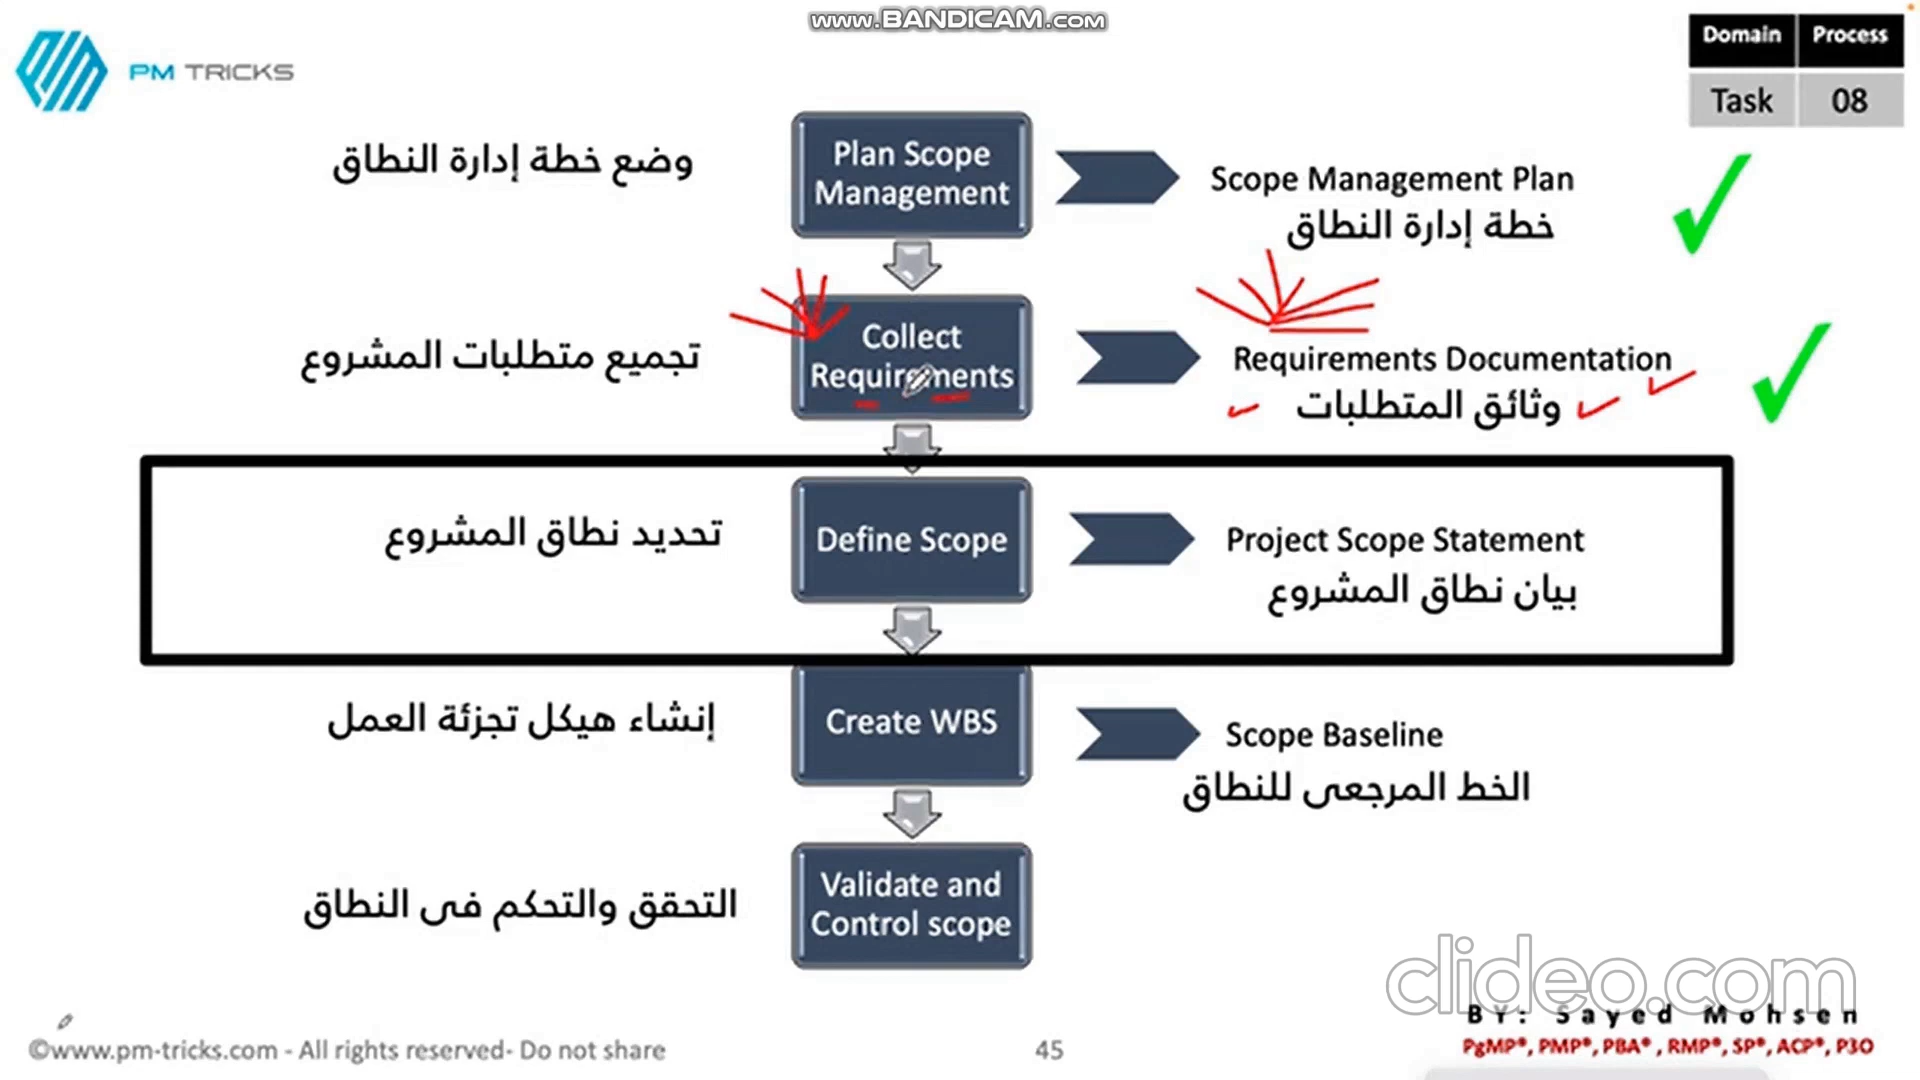 www.BANDICAM.com
PM TRICKS
Domain Process
Task 08
وضع خطة إدارة النطاق
Plan Scope
Management
Scope Management Plan
خطة إدارة النطاق
تجميع متطلبات المشروع
Collect
Requirements
Requirements Documentation
وثائق المتطلبات
تحديد نطاق المشروع
Define Scope
Project Scope Statement
بيان نطاق المشروع
إنشاء هيكل تجزئة العمل
Create WBS
Scope Baseline
الخط المرجعى للنطاق
التحقق والتحكم فى النطاق
Validate and
Control scope
clideo.com
BY: Sayed Mohsen
PgMP®, PMP®, PBA®, RMP®, SP®, ACP®, P3O
©www.pm-tricks.com - All rights reserved- Do not share
45